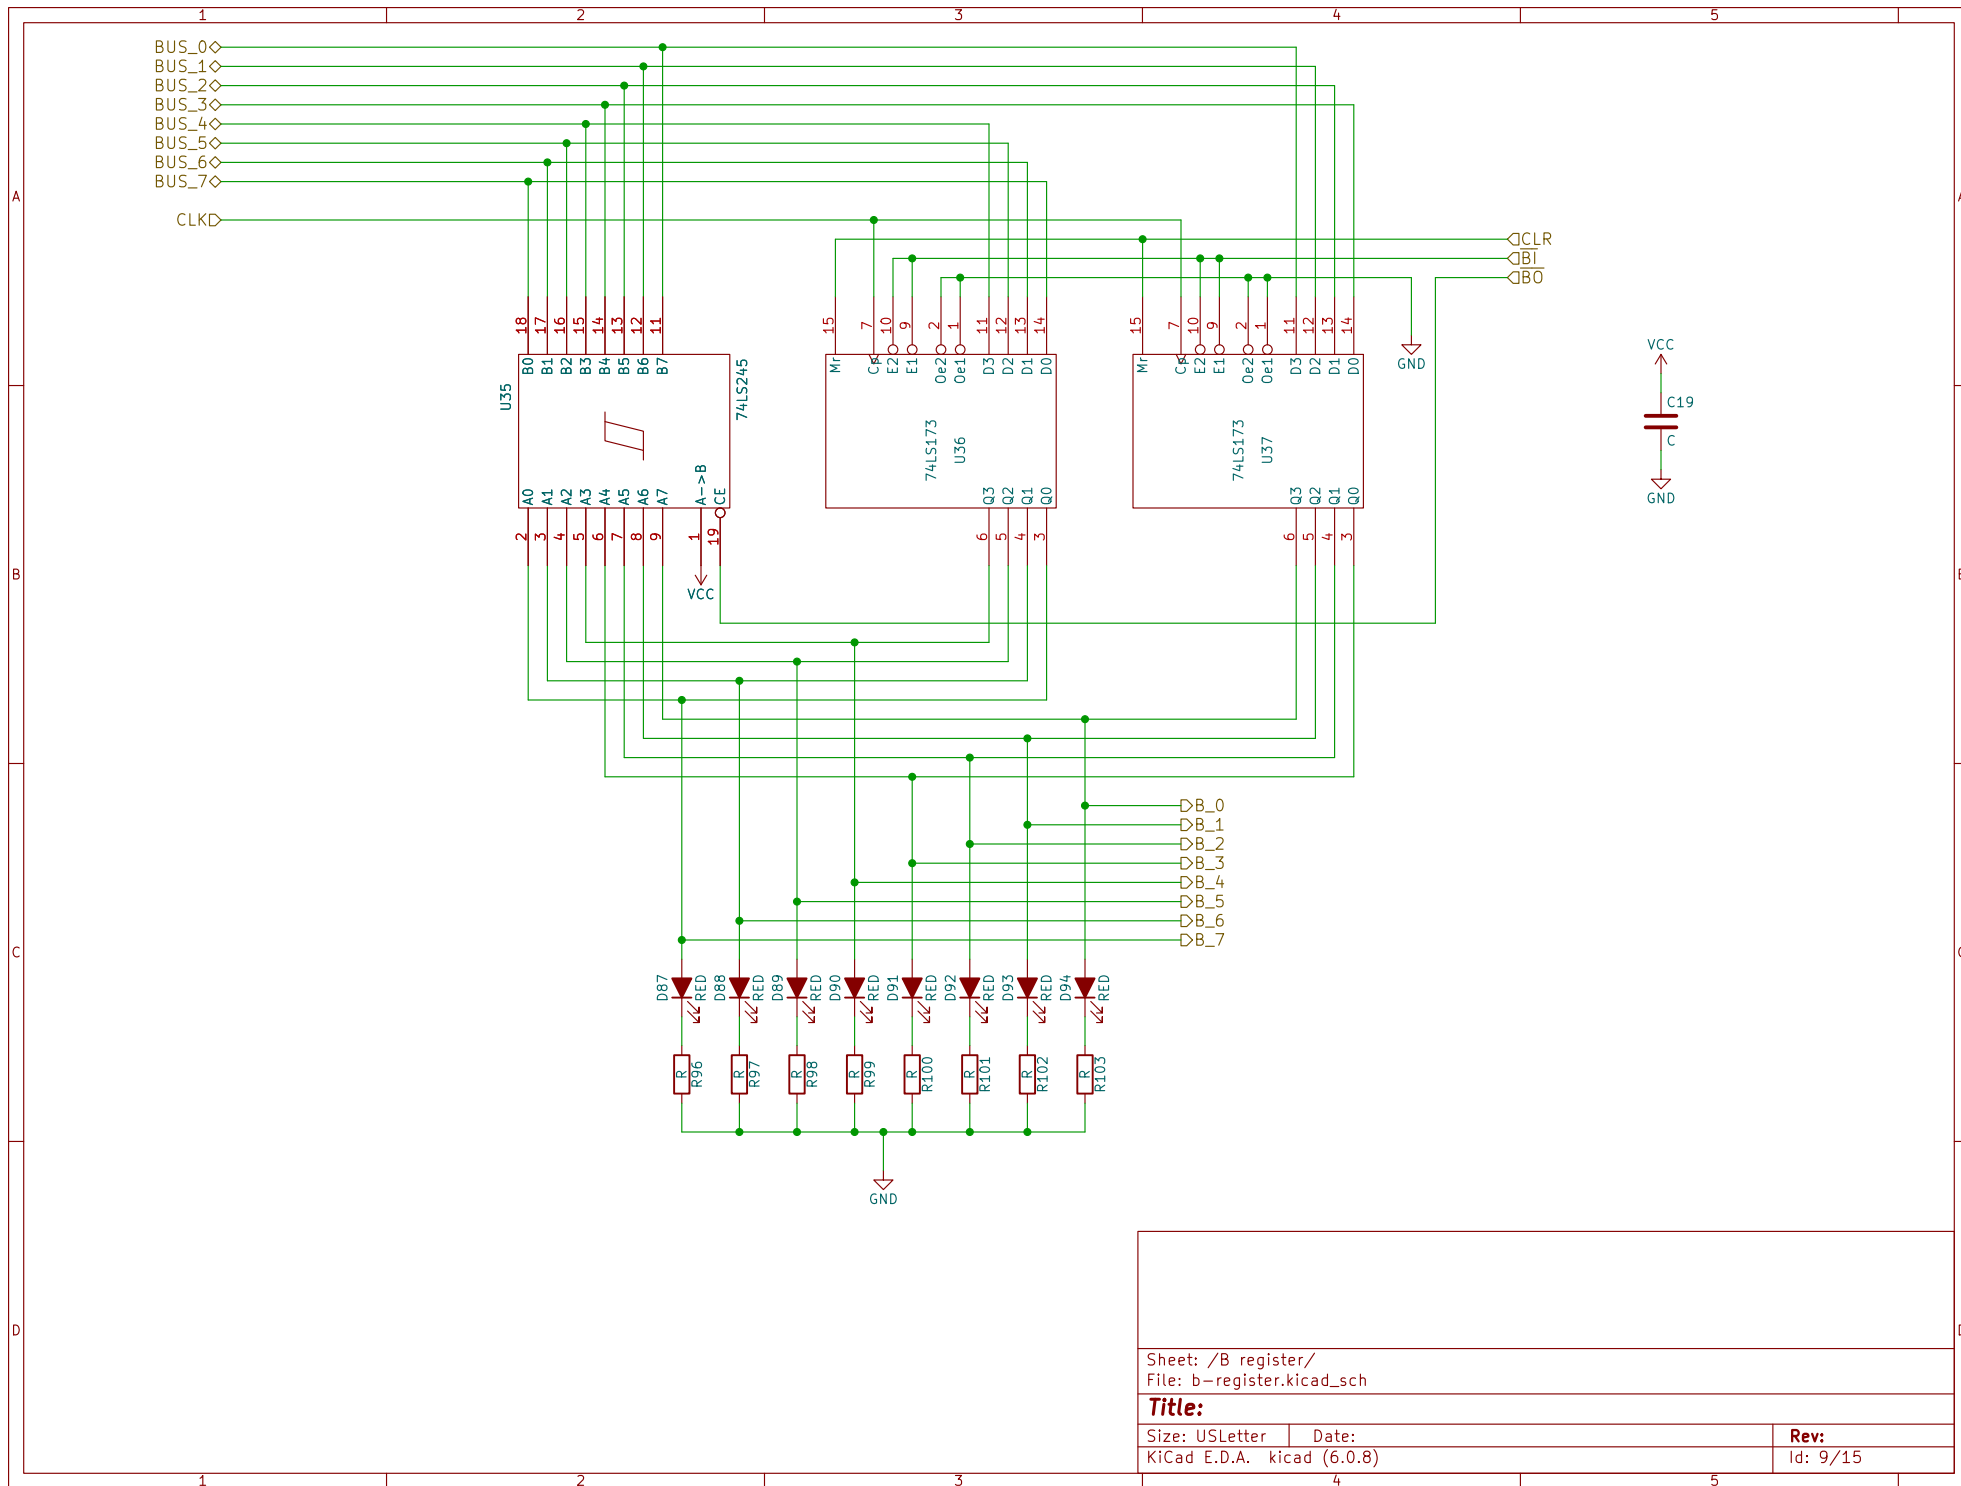 1 2 3 4 5
BUS_0
BUS_1
BUS_2
BUS_3
BUS_4
BUS_5
BUS_6
BUS_7
A
CLK
CLR
BI
BO
18 17 16 15 14 13 12 11
15 7 10 9 2 1 11 12 13 14
15 7 10 9 2 1 11 12 13 14
GND
B0 B1 B2 B3 B4 B5 B6 B7
U35
74LS245
Mr Cp E2 E1 Oe2 Oe1 D3 D2 D1 D0
74LS173
U36
Mr Cp E2 E1 Oe2 Oe1 D3 D2 D1 D0
74LS173
U37
VCC
C19
C
GND
A0 A1 A2 A3 A4 A5 A6 A7 A->B CE
Q3 Q2 Q1 Q0
Q3 Q2 Q1 Q0
2 3 4 5 6 7 8 9 1 19
6 5 4 3
6 5 4 3
B
VCC
B_0
B_1
B_2
B_3
B_4
B_5
B_6
B_7
C
D87 RED D88 RED D89 RED D90 RED D91 RED D92 RED D93 RED D94 RED
R R96 R R97 R R98 R R99 R R100 R R101 R R102 R R103
GND
D
Sheet: /B register/
File: b-register.kicad_sch
Title:
Size: USLetter Date: Rev:
KiCad E.D.A. kicad (6.0.8) Id: 9/15
1 2 3 4 5